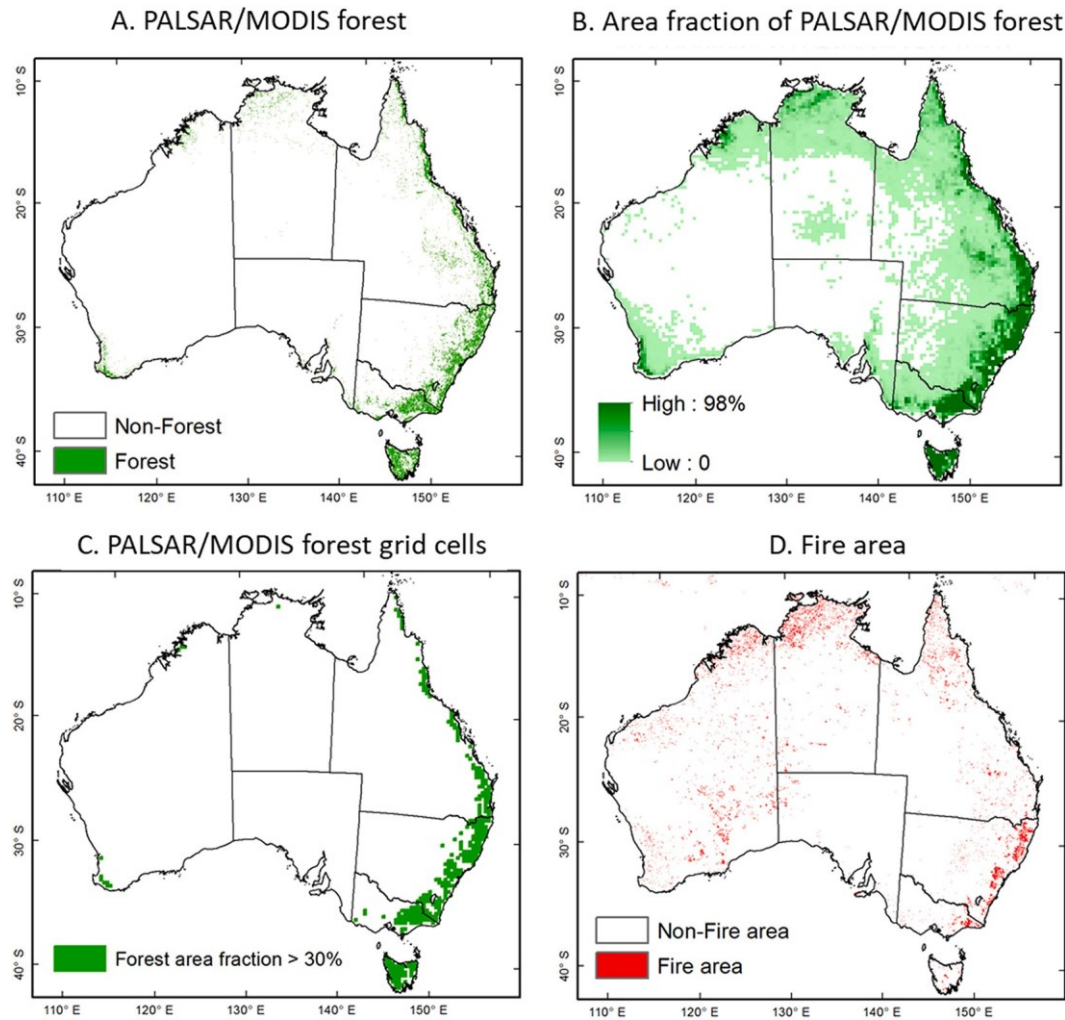 A. PALSAR/MODIS forest
B. Area fraction of PALSAR/MODIS forest
10° S
20° S
30° S
40° S
Non-Forest
Forest
110° E
120° E
130° E
140° E
150° E
10° S
20° S
30° S
40° S
High : 98%
Low : 0
110° E
120° E
130° E
140° E
150° E
C. PALSAR/MODIS forest grid cells
D. Fire area
10° S
20° S
30° S
40° S
Forest area fraction > 30%
110° E
120° E
130° E
140° E
150° E
10° S
20° S
30° S
40° S
Non-Fire area
Fire area
110° E
120° E
130° E
140° E
150° E